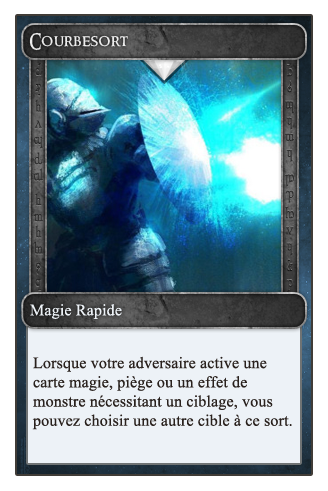 Courbesort
Magie Rapide
Lorsque votre adversaire active une
carte magie, piège ou un effet de
monstre nécessitant un ciblage, vous
pouvez choisir une autre cible à ce sort.